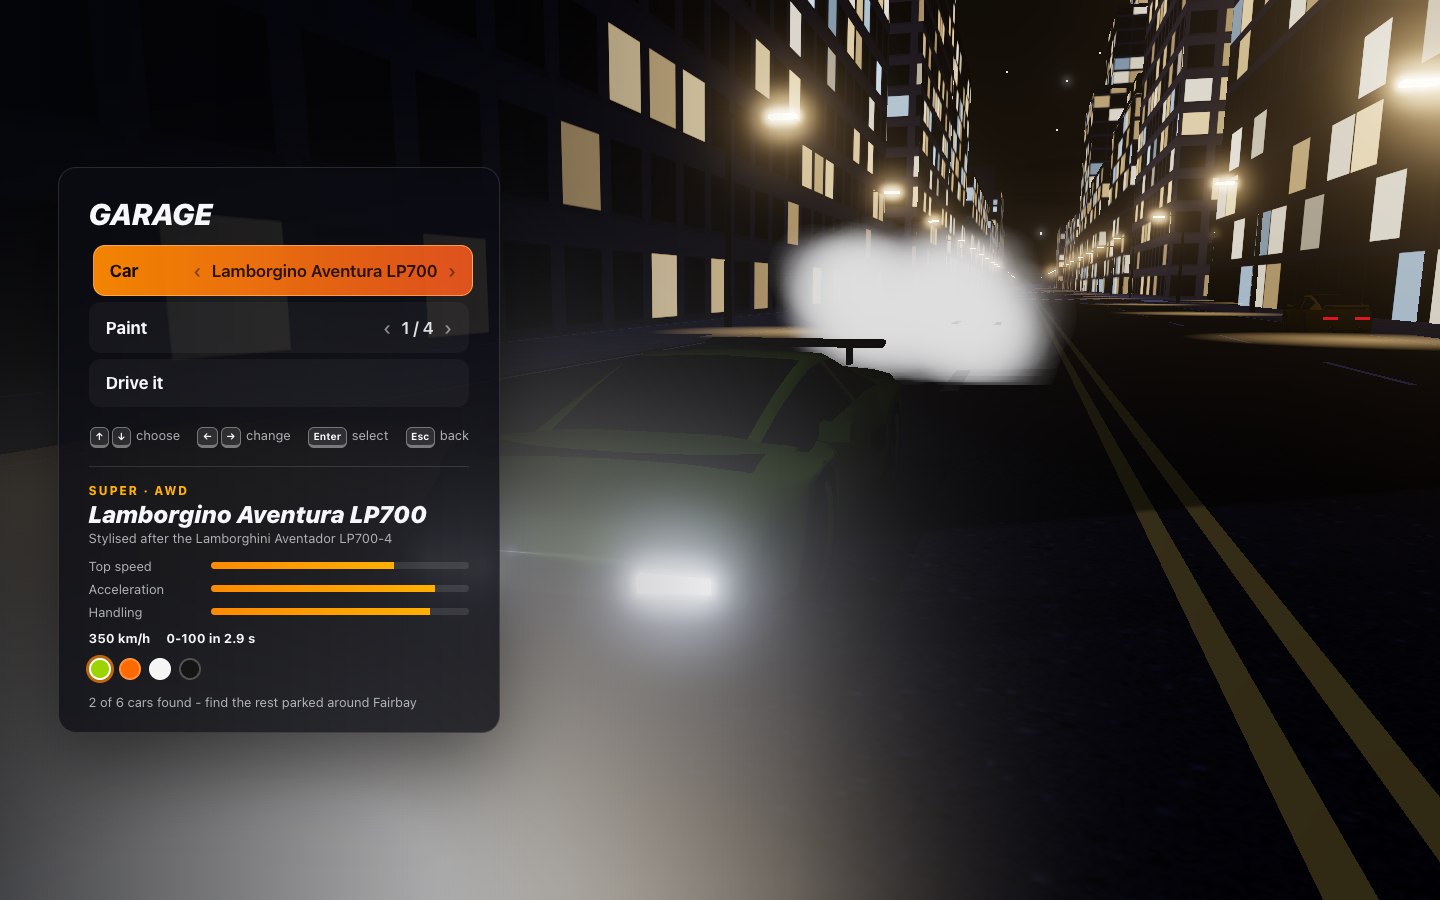 GARAGE
Car ‹ Lamborgino Aventura LP700 ›
Paint ‹ 1 / 4 ›
Drive it
↑ ↓ choose ← → change Enter select Esc back
SUPER · AWD
Lamborgino Aventura LP700
Stylised after the Lamborghini Aventador LP700-4
Top speed
Acceleration
Handling
350 km/h 0-100 in 2.9 s
2 of 6 cars found - find the rest parked around Fairbay